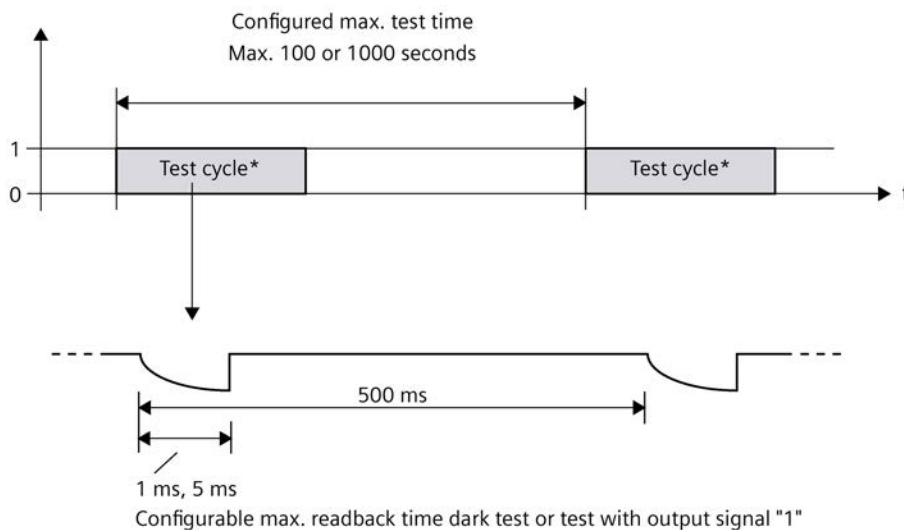 Configured max. test time
Max. 100 or 1000 seconds
1
Test cycle*
Test cycle*
0
t
500 ms
1 ms, 5 ms
Configurable max. readback time dark test or test with output signal "1"